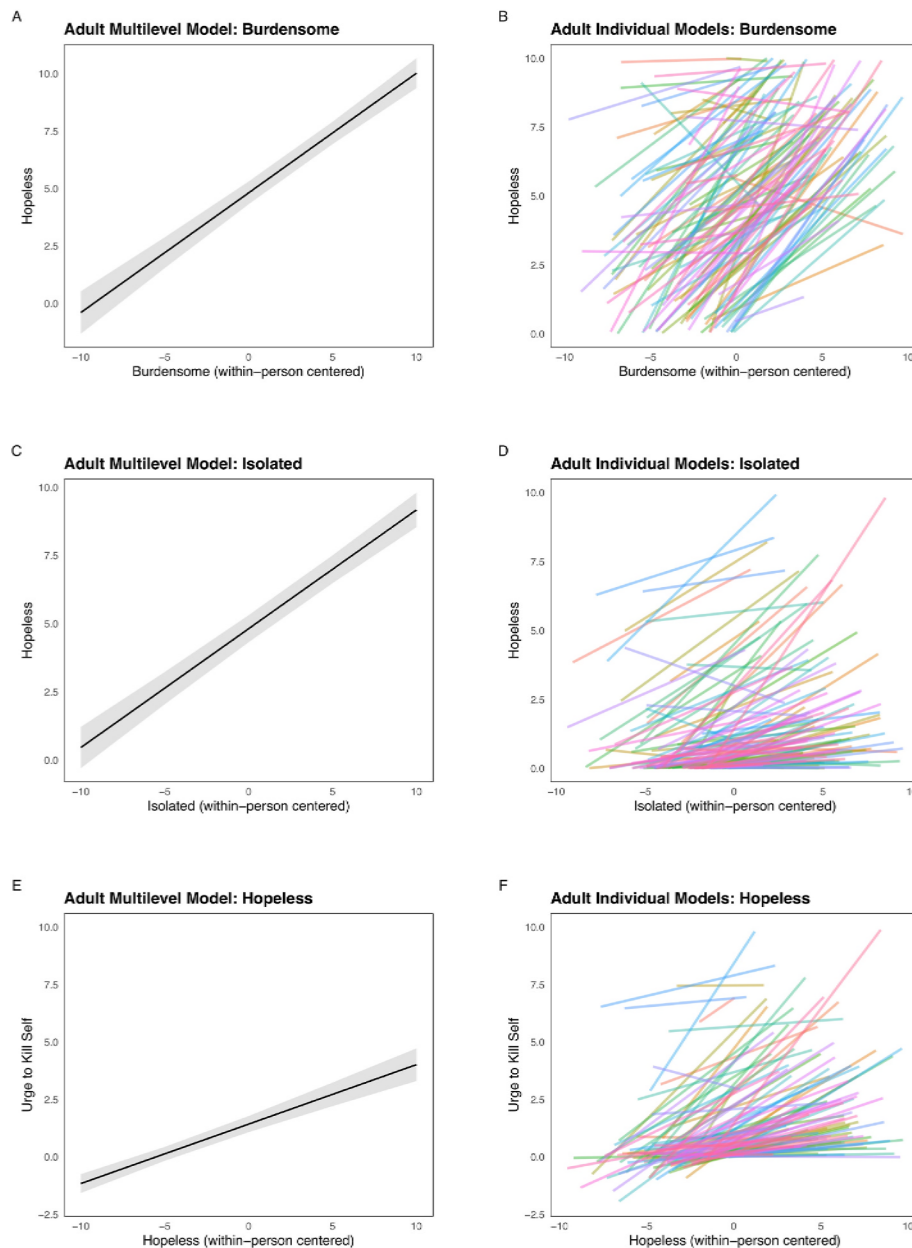 A
Adult Multilevel Model: Burdensome
10.0
7.5
5.0
2.5
0.0
Hopeless
−10
−5
0
5
10
Burdensome (within−person centered)
B
Adult Individual Models: Burdensome
10.0
7.5
5.0
2.5
0.0
Hopeless
−10
−5
0
5
10
Burdensome (within−person centered)
C
Adult Multilevel Model: Isolated
10.0
7.5
5.0
2.5
0.0
Hopeless
−10
−5
0
5
10
Isolated (within−person centered)
D
Adult Individual Models: Isolated
10.0
7.5
5.0
2.5
0.0
Hopeless
−10
−5
0
5
10
Isolated (within−person centered)
E
Adult Multilevel Model: Hopeless
10.0
7.5
5.0
2.5
0.0
−2.5
Urge to Kill Self
−10
−5
0
5
10
Hopeless (within−person centered)
F
Adult Individual Models: Hopeless
10.0
7.5
5.0
2.5
0.0
−2.5
Urge to Kill Self
−10
−5
0
5
10
Hopeless (within−person centered)